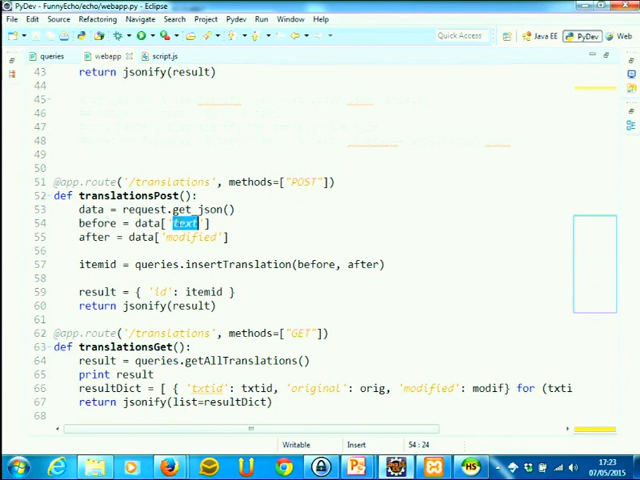 PyDev - FunnyEcho/echo/webapp.py - Eclipse
File Edit Source Refactoring Navigate Search Project Pydev Run Window Help
Quick Access
Java EE
PyDev
Web
queries
webapp
script.js
43 return jsonify(result)
44
45
46
47
48
49
50
51 @app.route('/translations', methods=["POST"])
52 def translationsPost():
53 data = request.get_json()
54 before = data['text']
55 after = data['modified']
56
57 itemid = queries.insertTranslation(before, after)
58
59 result = { 'id': itemid }
60 return jsonify(result)
61
62 @app.route('/translations', methods=["GET"])
63 def translationsGet():
64 result = queries.getAllTranslations()
65 print result
66 resultDict = [ { 'txtid': txtid, 'original': orig, 'modified': modif} for (txti
67 return jsonify(list=resultDict)
68
Writable
Insert
54 : 24
17:23
07/05/2015